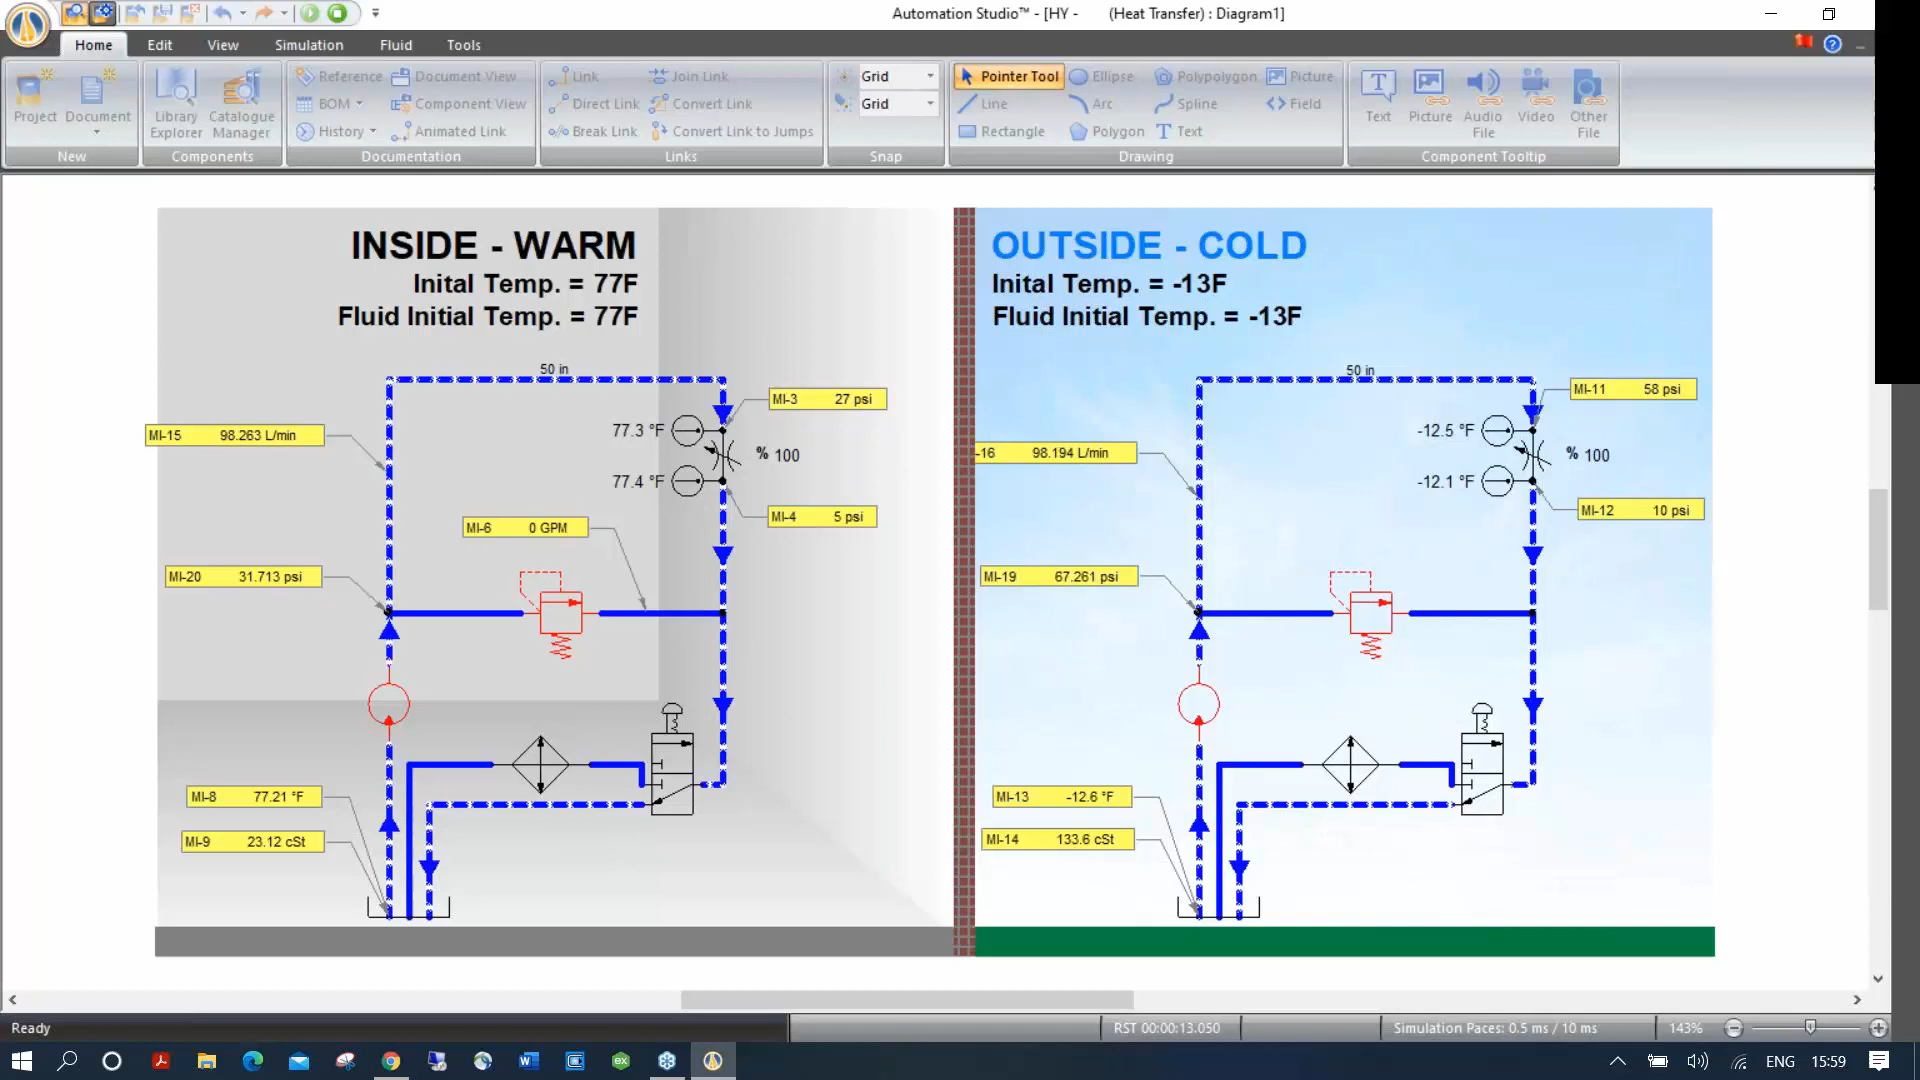 Automation Studio™ - [HY - (Heat Transfer) : Diagram1]
Home Edit View Simulation Fluid Tools
Project Document
New
Library Explorer Catalogue Manager
Components
Reference Document View
BOM Component View
History Animated Link
Documentation
Link Join Link
Direct Link Convert Link
Break Link Convert Link to Jumps
Links
Grid
Grid
Snap
Pointer Tool Ellipse Polypolygon Picture
Line Arc Spline Field
Rectangle Polygon Text
Drawing
Text Picture Audio File Video Other File
Component Tooltip
INSIDE - WARM
Inital Temp. = 77F
Fluid Initial Temp. = 77F
50 in
MI-3 27 psi
MI-15 98.263 L/min
77.3 °F
% 100
77.4 °F
MI-4 5 psi
MI-6 0 GPM
MI-20 31.713 psi
MI-8 77.21 °F
MI-9 23.12 cSt
OUTSIDE - COLD
Inital Temp. = -13F
Fluid Initial Temp. = -13F
50 in
MI-11 58 psi
-16 98.194 L/min
-12.5 °F
% 100
-12.1 °F
MI-12 10 psi
MI-19 67.261 psi
MI-13 -12.6 °F
MI-14 133.6 cSt
Ready
RST 00:00:13.050
Simulation Paces: 0.5 ms / 10 ms
143%
ENG 15:59